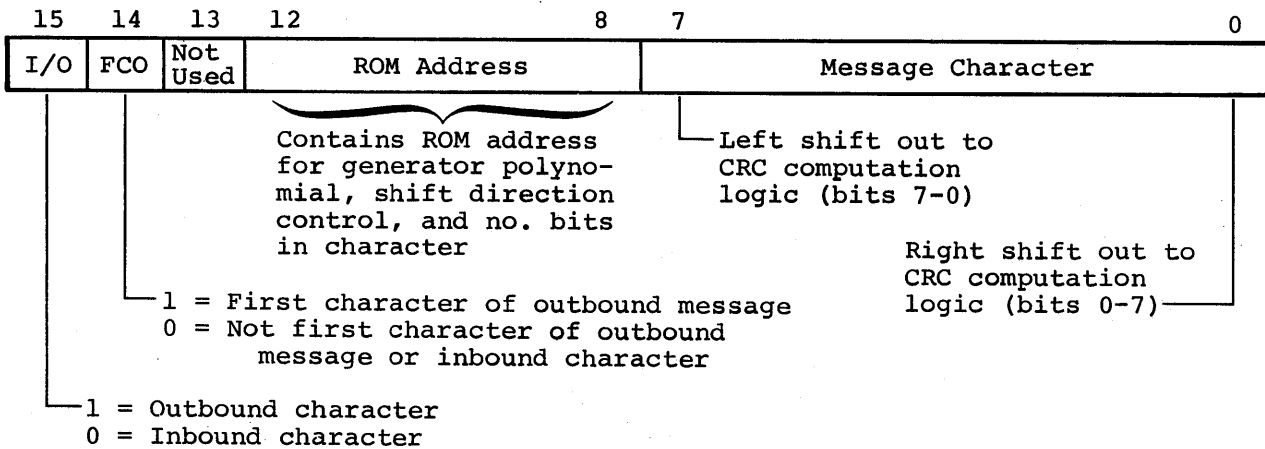 15 14 13 12 8 7 0
I/O FCO Not Used ROM Address Message Character
Contains ROM address
for generator polyno-
mial, shift direction
control, and no. bits
in character
Left shift out to
CRC computation
logic (bits 7-0)
Right shift out to
CRC computation
logic (bits 0-7)
1 = First character of outbound message
0 = Not first character of outbound
message or inbound character
1 = Outbound character
0 = Inbound character